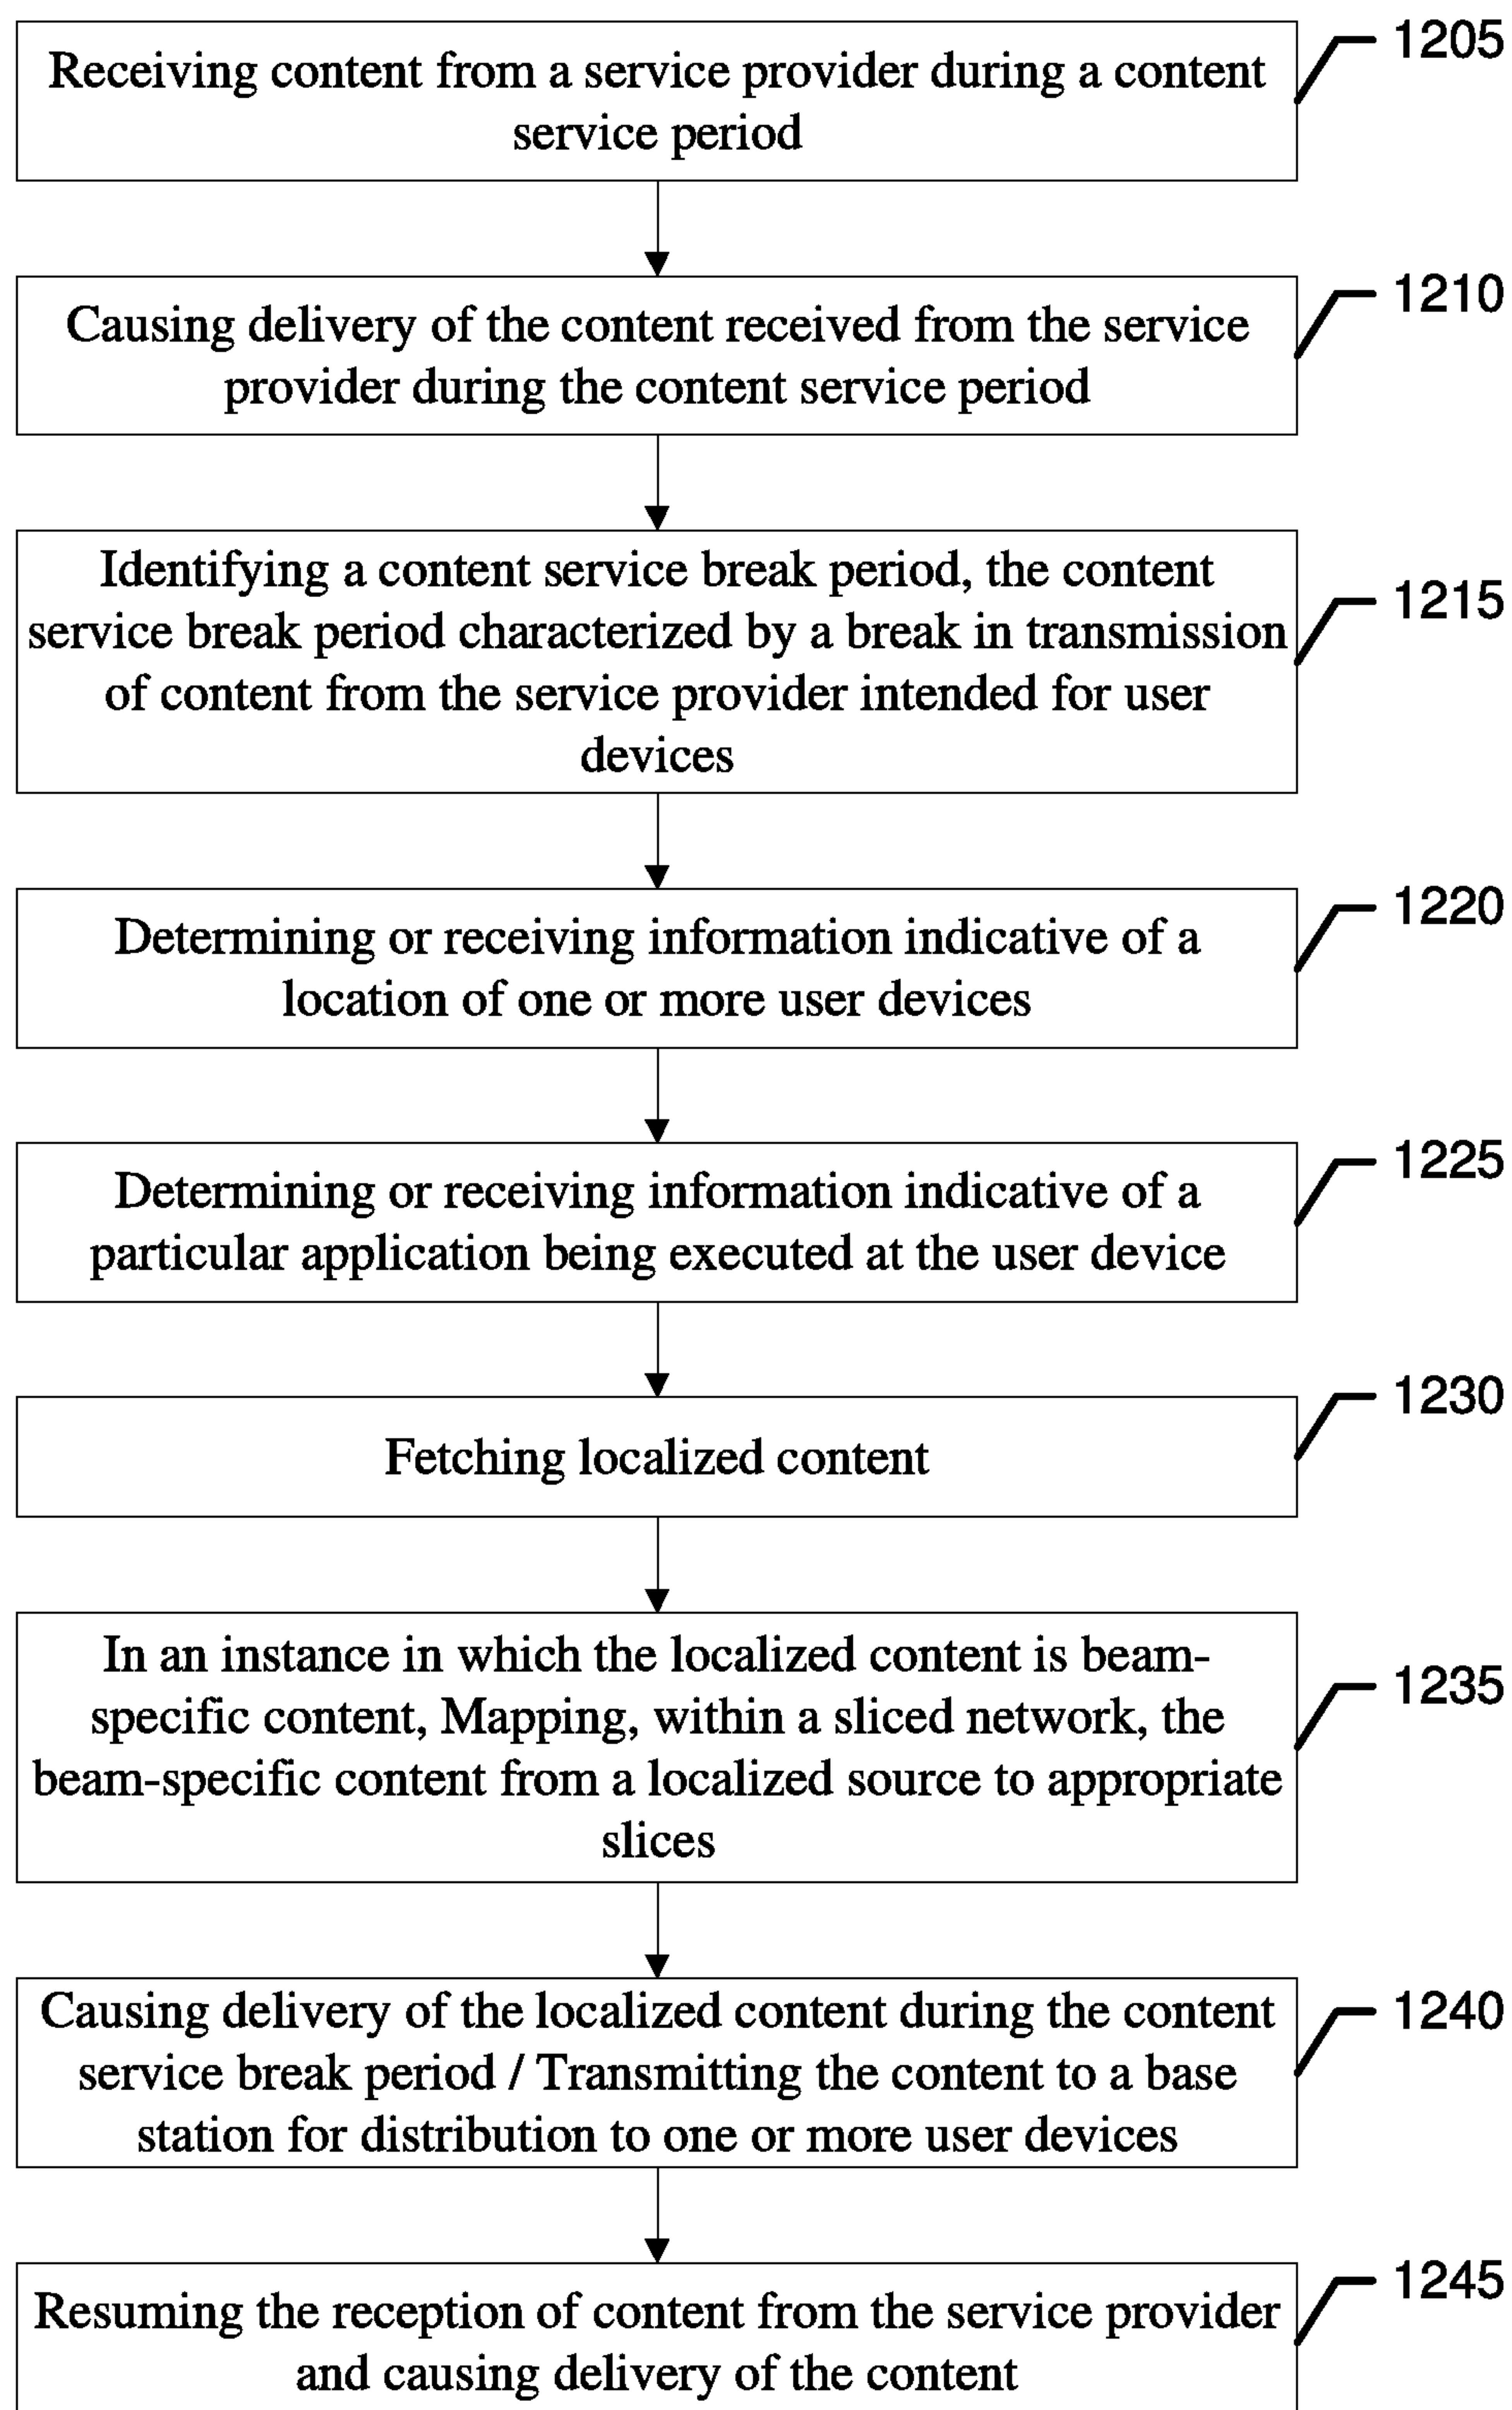 Receiving content from a service provider during a content
service period
1205
Causing delivery of the content received from the service
provider during the content service period
1210
Identifying a content service break period, the content
service break period characterized by a break in transmission
of content from the service provider intended for user
devices
1215
Determining or receiving information indicative of a
location of one or more user devices
1220
Determining or receiving information indicative of a
particular application being executed at the user device
1225
Fetching localized content
1230
In an instance in which the localized content is beam-
specific content, Mapping, within a sliced network, the
beam-specific content from a localized source to appropriate
slices
1235
Causing delivery of the localized content during the content
service break period / Transmitting the content to a base
station for distribution to one or more user devices
1240
Resuming the reception of content from the service provider
and causing delivery of the content
1245